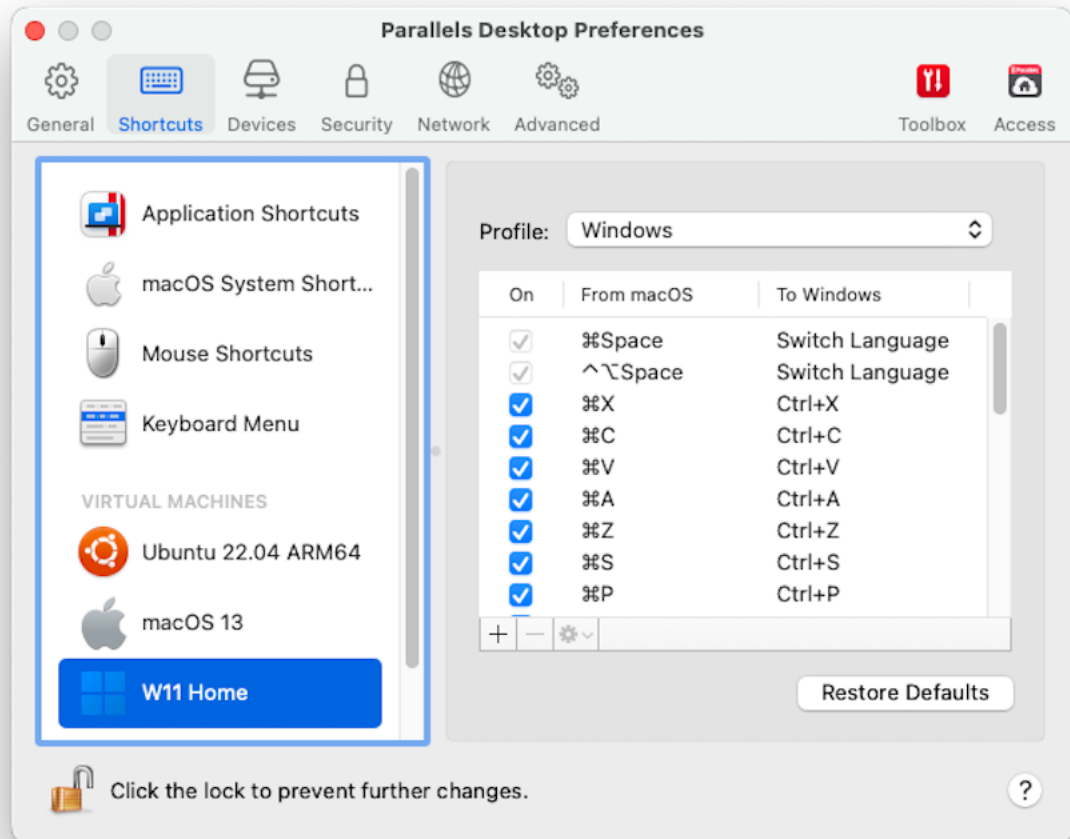 Parallels Desktop Preferences
General Shortcuts Devices Security Network Advanced Toolbox Access
Application Shortcuts
macOS System Short...
Mouse Shortcuts
Keyboard Menu
VIRTUAL MACHINES
Ubuntu 22.04 ARM64
macOS 13
W11 Home
Profile: Windows
On From macOS To Windows
⌘Space Switch Language
^⌥Space Switch Language
⌘X Ctrl+X
⌘C Ctrl+C
⌘V Ctrl+V
⌘A Ctrl+A
⌘Z Ctrl+Z
⌘S Ctrl+S
⌘P Ctrl+P
Restore Defaults
Click the lock to prevent further changes.
?